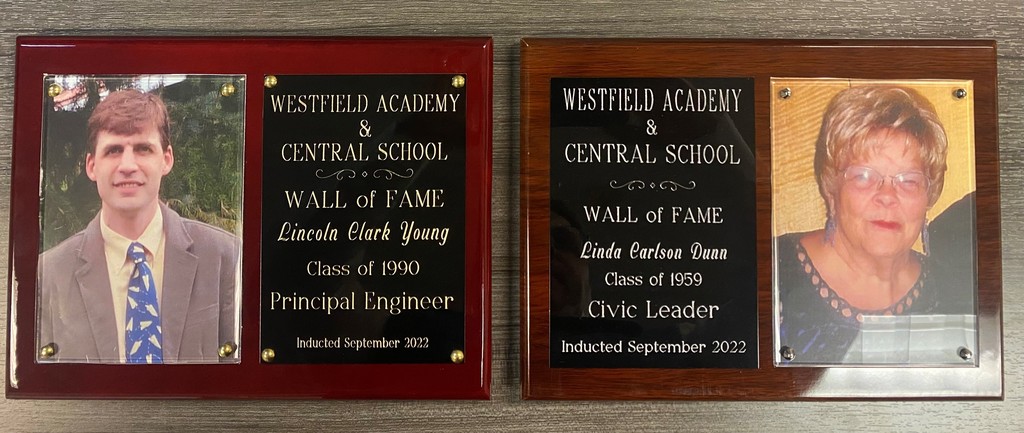 WESTFIELD ACADEMY
&
CENTRAL SCHOOL
WALL of FAME
Lincoln Clark Young
Class of 1990
Principal Engineer
Inducted September 2022
WESTFIELD ACADEMY
&
CENTRAL SCHOOL
WALL of FAME
Linda Carlson Dunn
Class of 1959
Civic Leader
Inducted September 2022